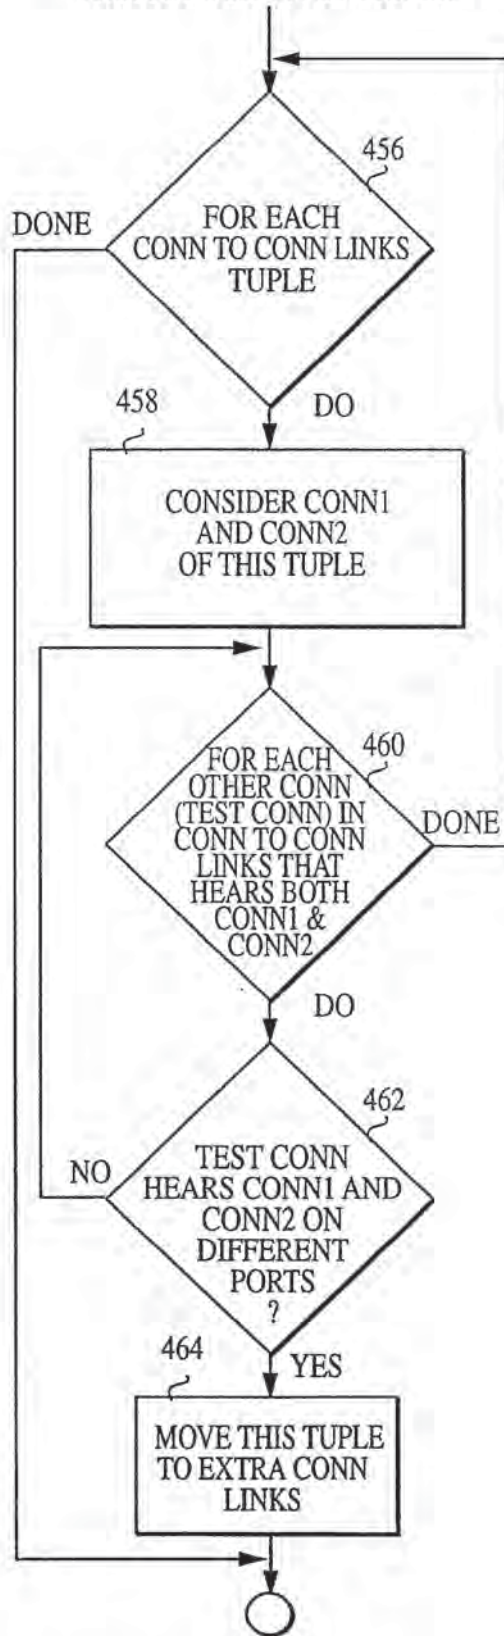 456
DONE
FOR EACH
CONN TO CONN LINKS
TUPLE
DO
458
CONSIDER CONN1
AND CONN2
OF THIS TUPLE
460
FOR EACH
OTHER CONN
(TEST CONN) IN
CONN TO CONN
LINKS THAT
HEARS BOTH
CONN1 &
CONN2
DONE
DO
462
NO
TEST CONN
HEARS CONN1 AND
CONN2 ON
DIFFERENT
PORTS
?
464
YES
MOVE THIS TUPLE
TO EXTRA CONN
LINKS